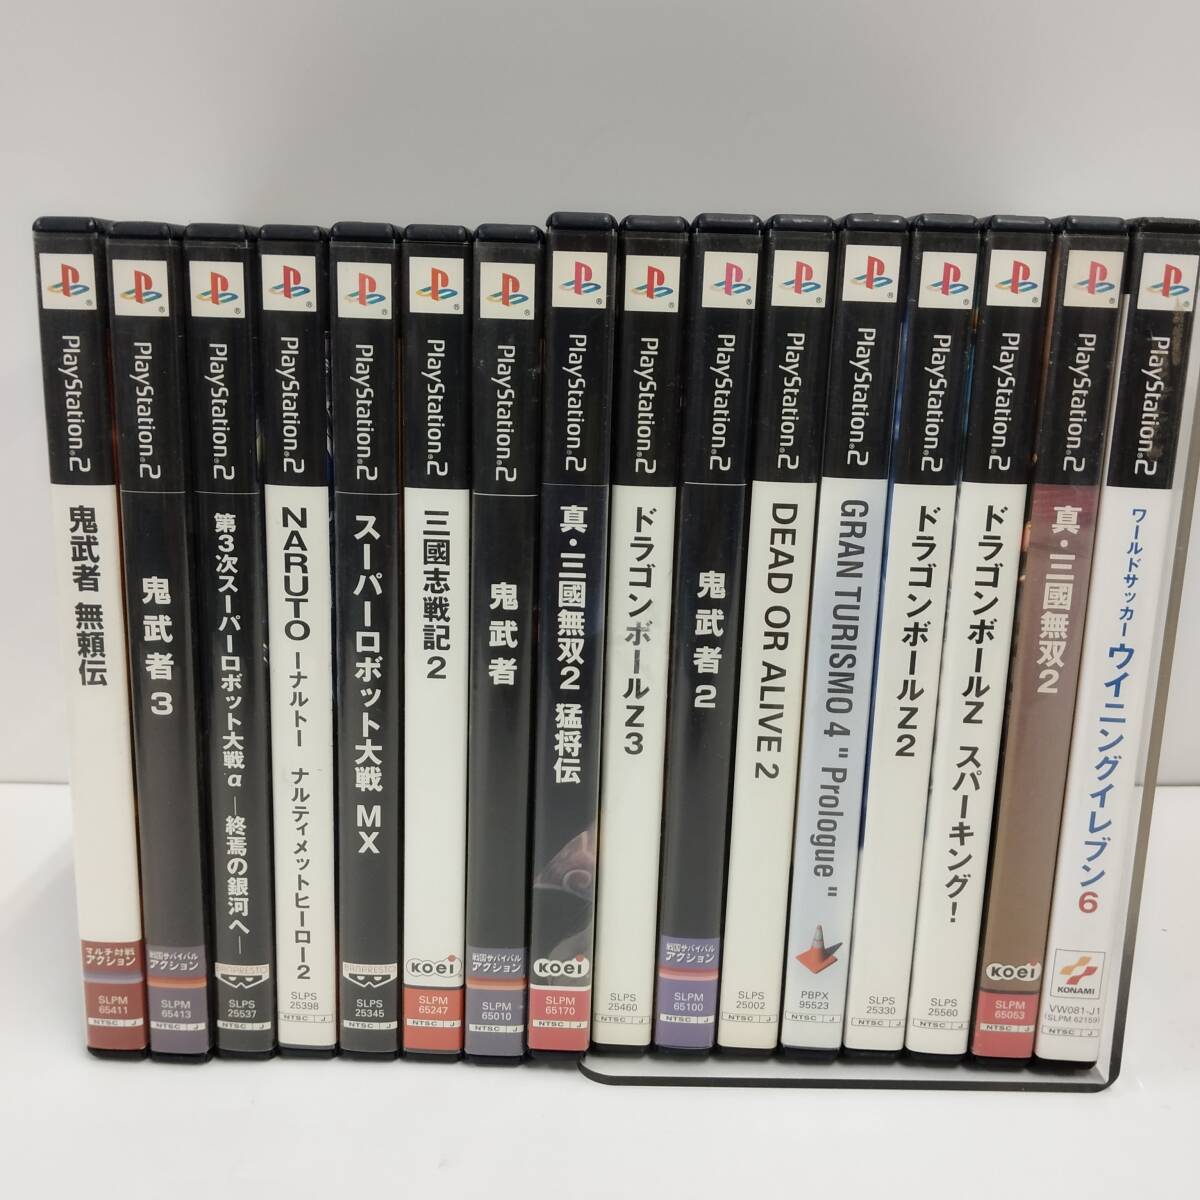 PlayStation®2
鬼武者 無頼伝
マルチ対戦
アクション
SLPM
65411
NTSC J
PlayStation®2
鬼武者3
戦国サバイバル
アクション
SLPM
65413
NTSC J
PlayStation®2
第3次スーパーロボット大戦α ―終焉の銀河へ―
BANPRESTO
SLPS
25537
NTSC J
PlayStation®2
NARUTO ―ナルトー ナルティメットヒーロー2
SLPS
25398
NTSC J
PlayStation®2
スーパーロボット大戦 MX
BANPRESTO
SLPS
25345
NTSC J
PlayStation®2
三國志戦記2
KOEI
SLPM
65247
NTSC J
PlayStation®2
鬼武者
戦国サバイバル
アクション
SLPM
65010
NTSC J
PlayStation®2
真・三國無双2 猛将伝
KOEI
SLPM
65170
NTSC J
PlayStation®2
ドラゴンボールZ3
SLPS
25460
NTSC J
PlayStation®2
鬼武者2
戦国サバイバル
アクション
SLPM
65100
NTSC J
PlayStation®2
DEAD OR ALIVE 2
SLPS
25002
NTSC J
PlayStation®2
GRAN TURISMO 4 "Prologue"
PBPX
95523
NTSC J
PlayStation®2
ドラゴンボールZ2
SLPS
25330
NTSC J
PlayStation®2
ドラゴンボールZ スパーキング!
SLPS
25560
NTSC J
PlayStation®2
真・三國無双2
KOEI
SLPM
65053
NTSC J
PlayStation®2
ワールドサッカーウイニングイレブン6
KONAMI
VW081-J1
(SLPM 62159)
NTSC J